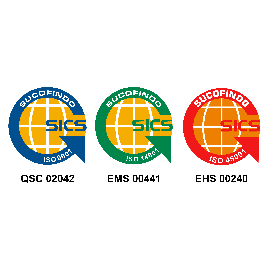 SUCOFINDO
SICS
ISO 9001
QSC 02042
SUCOFINDO
SICS
ISO 14001
EMS 00441
SUCOFINDO
SICS
ISO 45001
EHS 00240